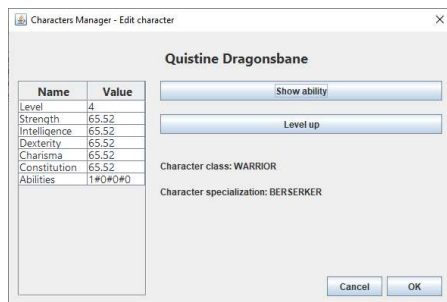 Characters Manager - Edit character
Quistine Dragonsbane
Name Value
Level 4
Strength 65.52
Intelligence 65.52
Dexterity 65.52
Charisma 65.52
Constitution 65.52
Abilities 1#0#0#0
Show ability
Level up
Character class: WARRIOR
Character specialization: BERSERKER
Cancel OK